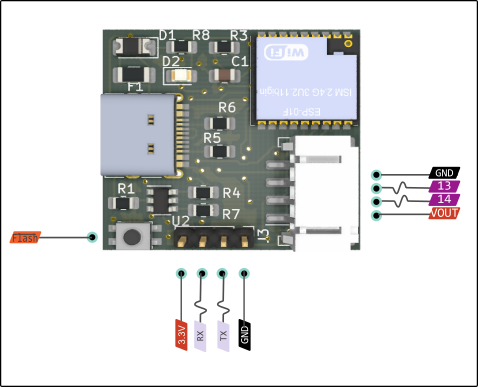 D1 R8 R3
D2 C1
F1
WiFi
ISM 2.4G 3U2.11b/g/n
ESP-01F
R6
R5
R1
R4
U2 R7
J3
GND
13
14
VOUT
Flash
3.3V
RX
TX
GND